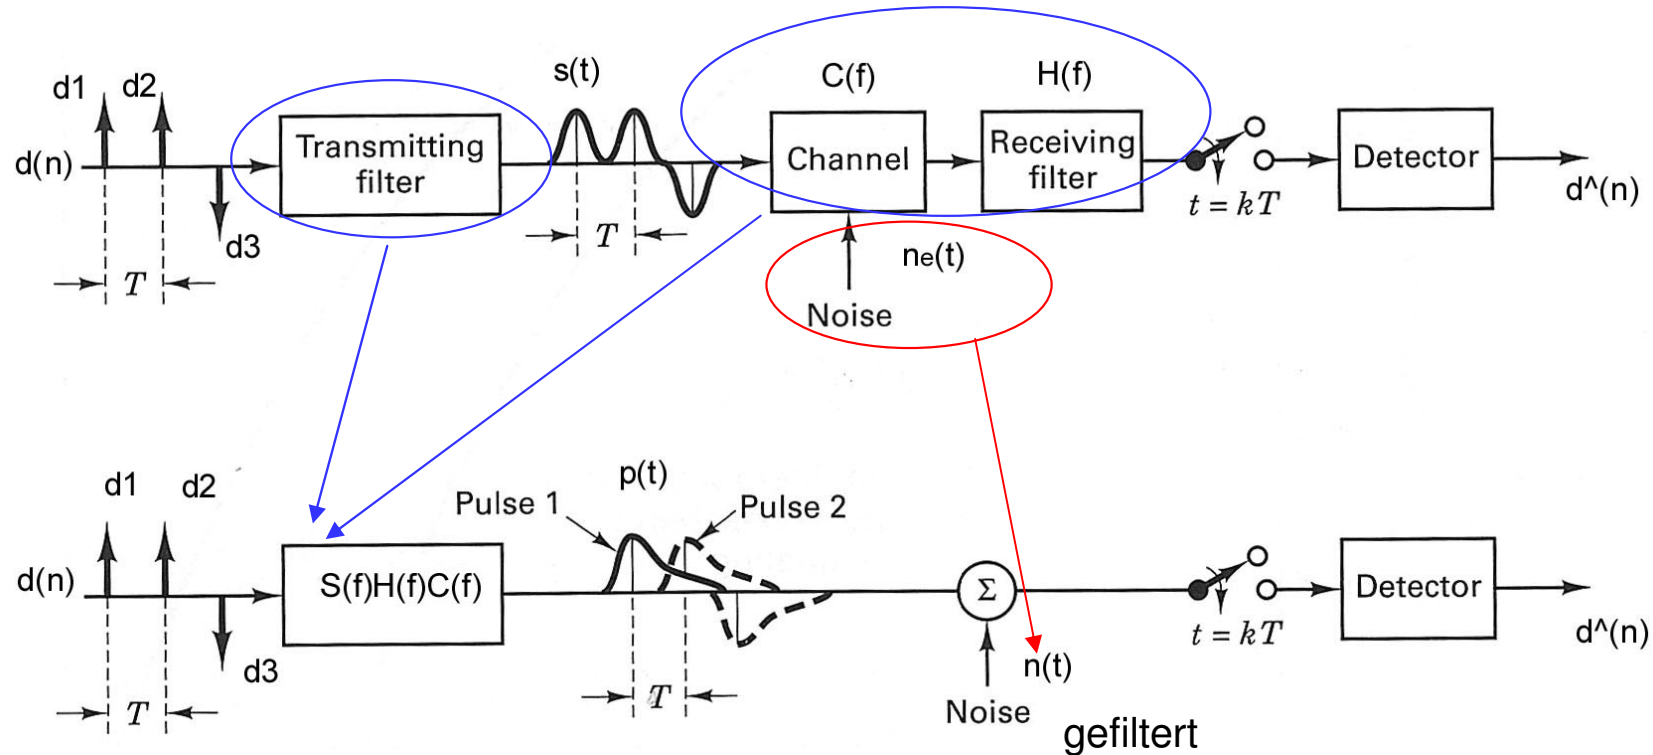 s(t)
C(f)
H(f)
d1
d2
d(n)
Transmitting
filter
Channel
Receiving
filter
t = kT
Detector
d^(n)
d3
T
T
ne(t)
Noise
d1
d2
p(t)
Pulse 1
Pulse 2
d(n)
S(f)H(f)C(f)
Σ
t = kT
Detector
d^(n)
d3
T
T
n(t)
Noise
gefiltert